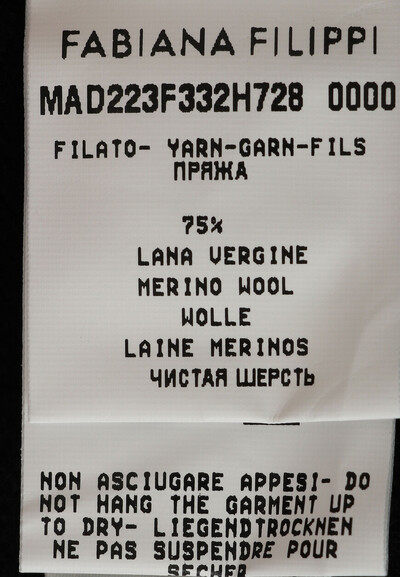 FABIANA FILIPPI
MAD223F332H728 0000
FILATO- YARN-GARN-FILS
ПРЯЖА
75%
LANA VERGINE
MERINO WOOL
WOLLE
LAINE MERINOS
ЧИСТАЯ ШЕРСТЬ
NON ASCIUGARE APPESI- DO
NOT HANG THE GARMENT UP
TO DRY- LIEGENDTROCKNEN
NE PAS SUSPENDRE POUR
SECHER